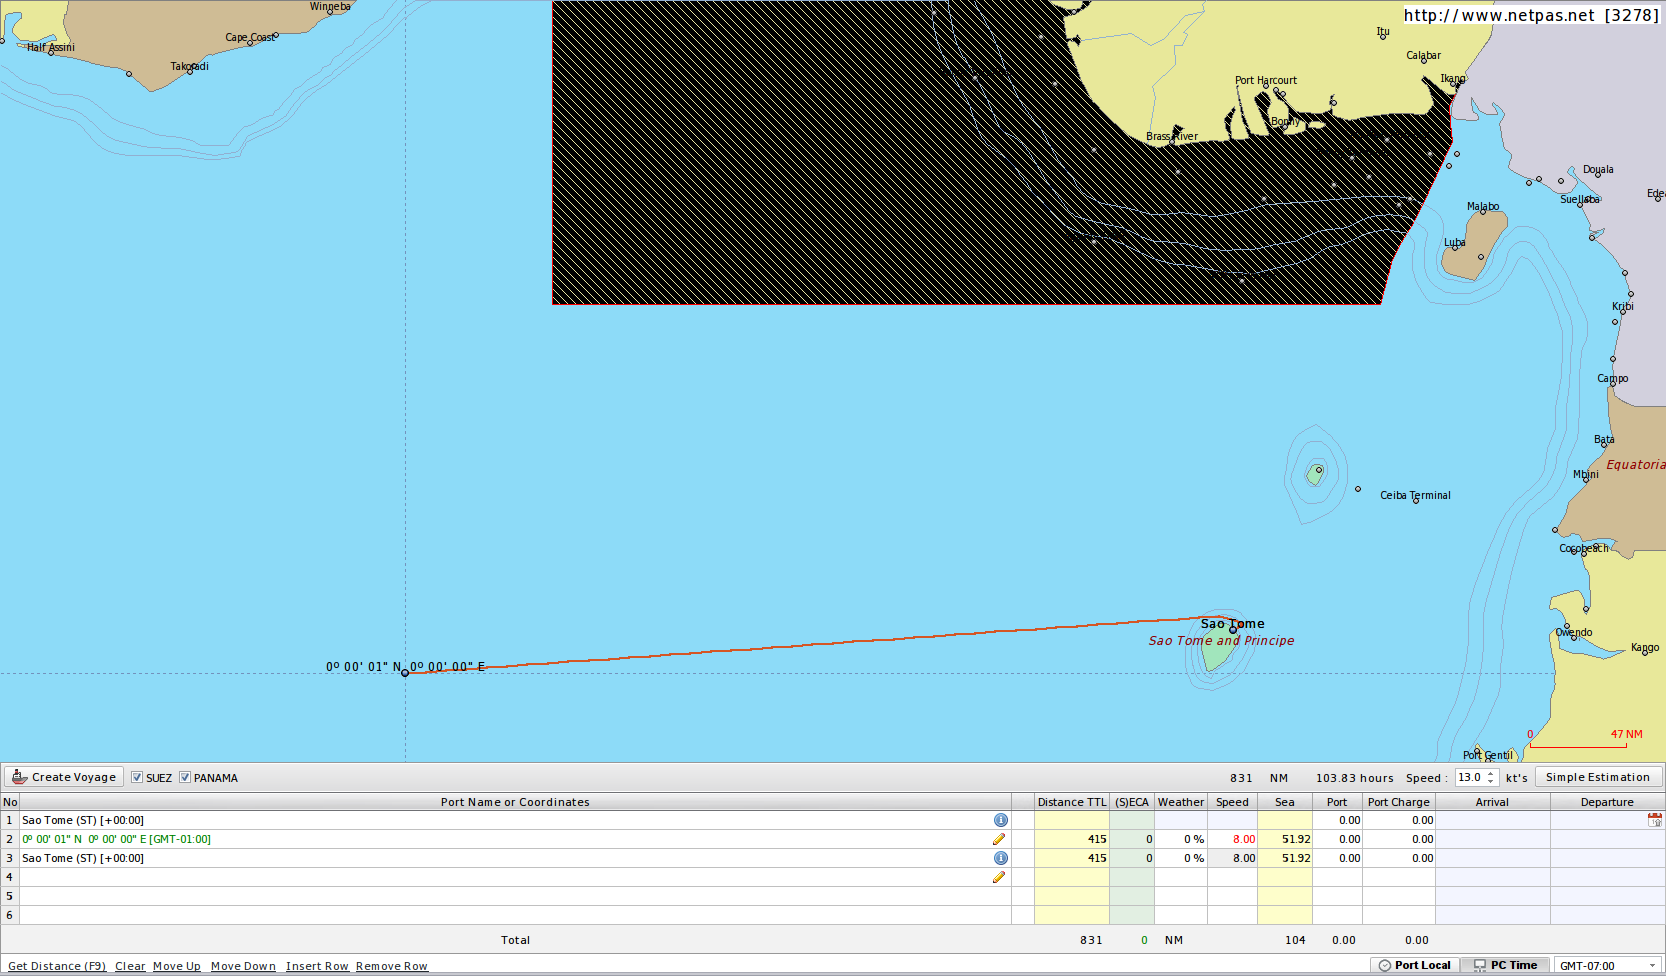 Winneba
http://www.netpas.net [3278]
Cape Coast
Itu
Half Assini
Calabar
Takoradi
Ikang
Port Harcourt
Bonny
Brass River
Douala
Suellaba
Edea
Malabo
Luba
Kribi
Campo
Bata
Equatoria
Mbini
Ceiba Terminal
Cocobeach
Sao Tome
Owendo
Sao Tome and Principe
Kango
0º 00' 01" N 0º 00' 00" E
0 47 NM
Port Gentil
Create Voyage SUEZ PANAMA 831 NM 103.83 hours Speed : 13.0 kt's Simple Estimation
No Port Name or Coordinates Distance TTL (S)ECA Weather Speed Sea Port Port Charge Arrival Departure
1 Sao Tome (ST) [+00:00] 0.00 0.00
2 0º 00' 01" N 0º 00' 00" E [GMT-01:00] 415 0 0 % 8.00 51.92 0.00 0.00
3 Sao Tome (ST) [+00:00] 415 0 0 % 8.00 51.92 0.00 0.00
4
5
6
Total 831 0 NM 104 0.00 0.00
Get Distance (F9) Clear Move Up Move Down Insert Row Remove Row Port Local PC Time GMT-07:00